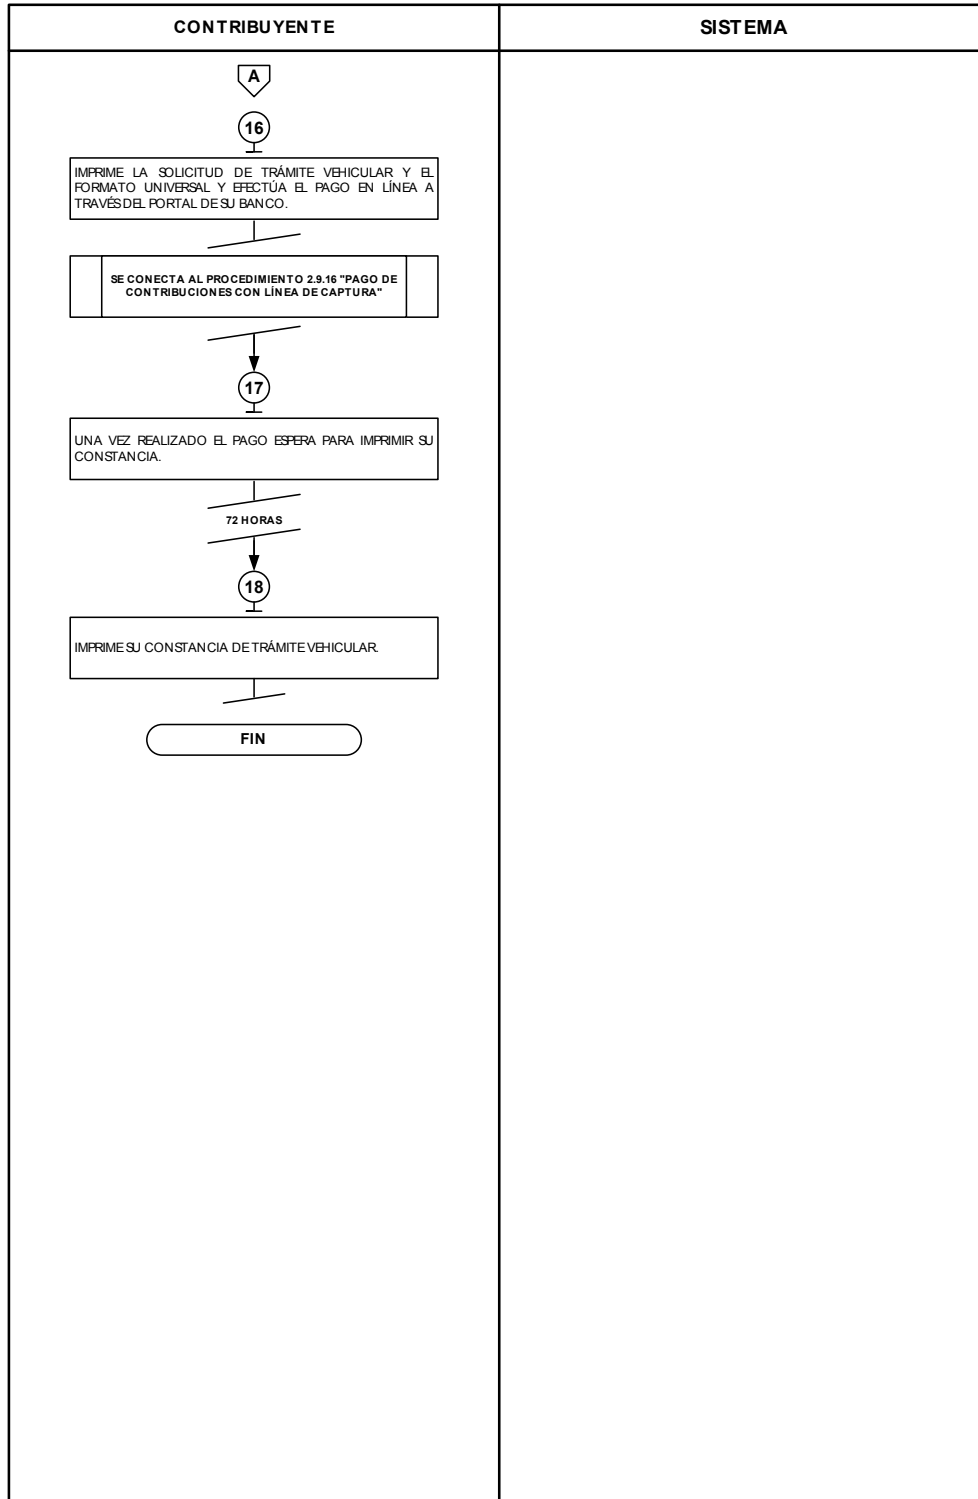 CONTRIBUYENTE
SISTEMA
A
16
IMPRIME LA SOLICITUD DE TRÁMITE VEHICULAR Y EL
FORMATO UNIVERSAL Y EFECTÚA EL PAGO EN LÍNEA A
TRAVÉS DEL PORTAL DE SU BANCO.
SE CONECTA AL PROCEDIMIENTO 2.9.16 "PAGO DE
CONTRIBUCIONES CON LÍNEA DE CAPTURA"
17
UNA VEZ REALIZADO EL PAGO ESPERA PARA IMPRIMIR SU
CONSTANCIA.
72 HORAS
18
IMPRIME SU CONSTANCIA DE TRÁMITE VEHICULAR.
FIN